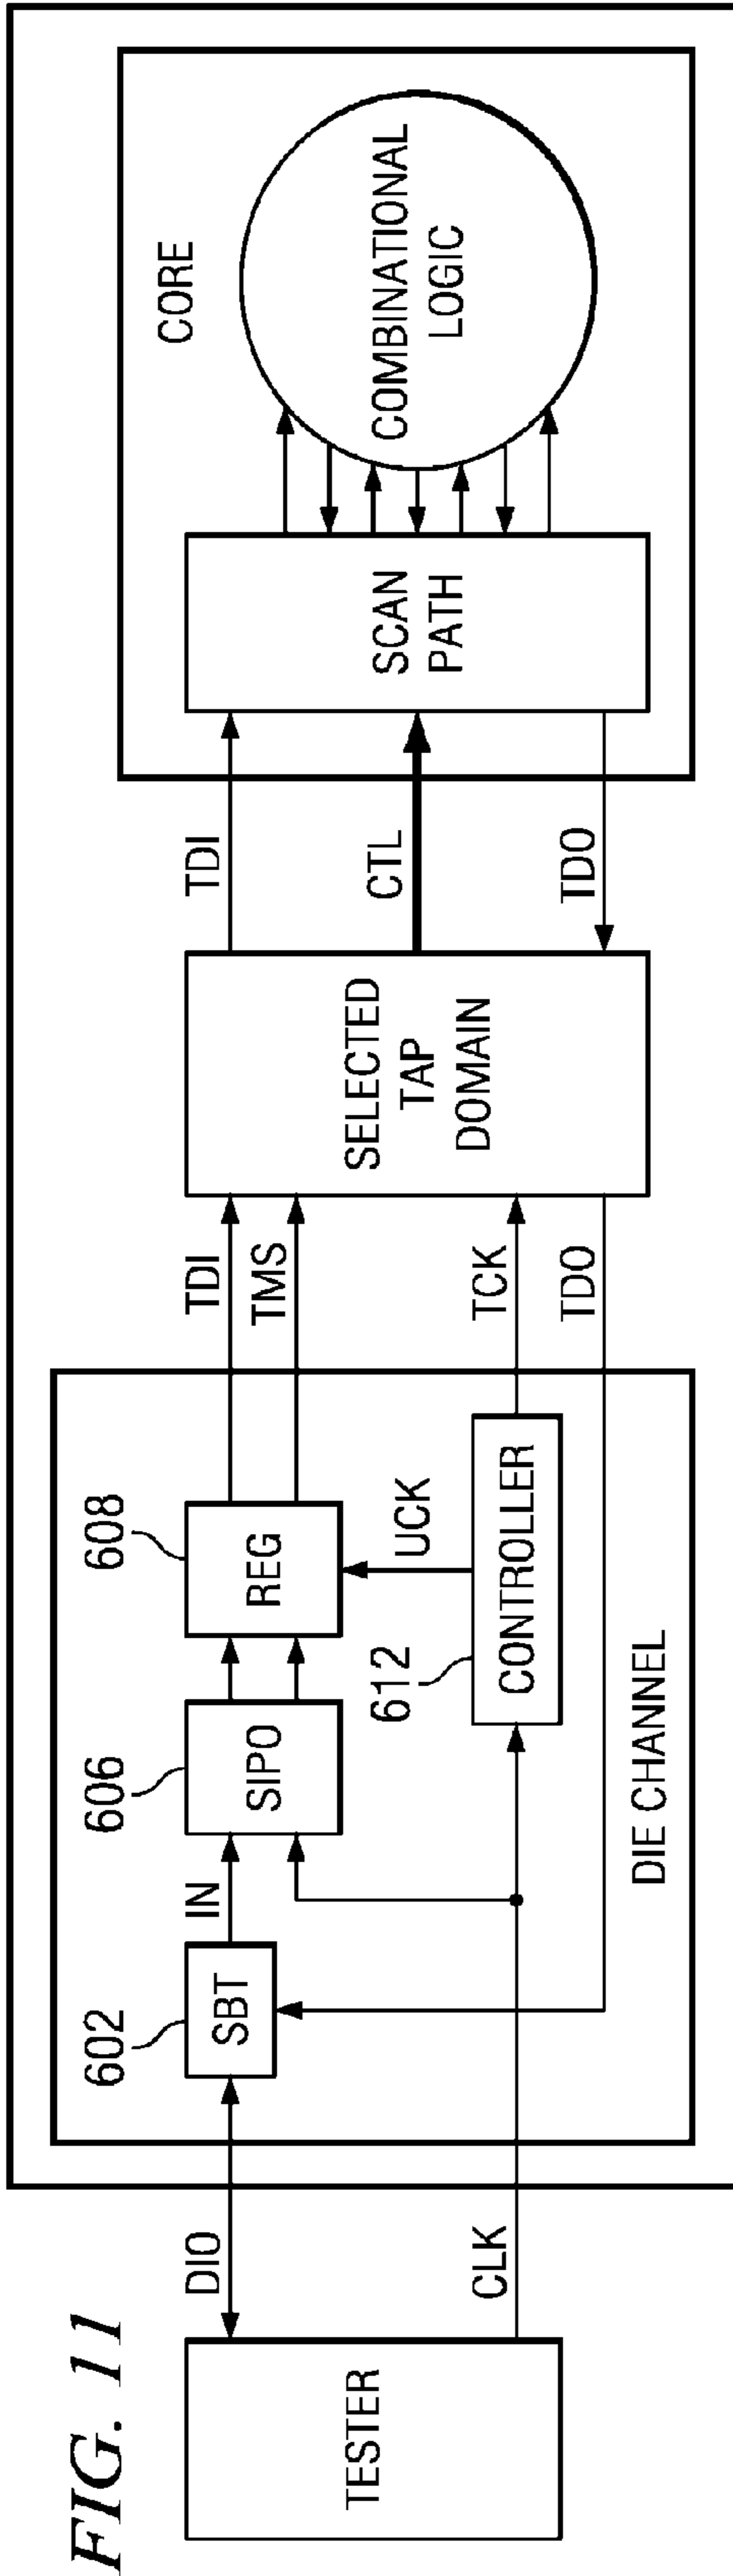 FIG. 11
TESTER
DIO
CLK
602
SBT
IN
606
SIPO
608
REG
UCK
612
CONTROLLER
DIE CHANNEL
TDI
TMS
TCK
TDO
SELECTED
TAP
DOMAIN
TDI
CTL
TDO
CORE
SCAN
PATH
COMBINATIONAL
LOGIC